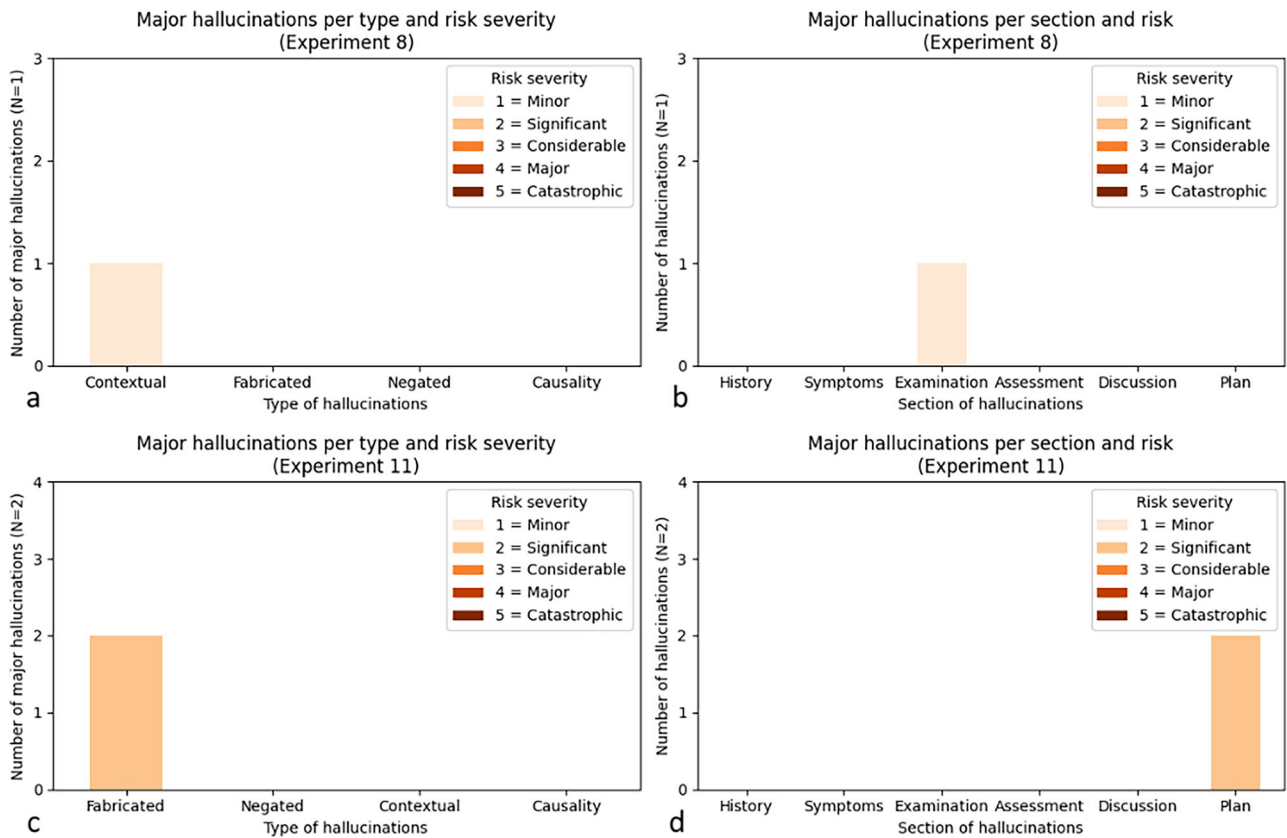 Major hallucinations per type and risk severity
(Experiment 8)
Number of major hallucinations (N=1)
3
2
1
0
Risk severity
1 = Minor
2 = Significant
3 = Considerable
4 = Major
5 = Catastrophic
Contextual Fabricated Negated Causality
Type of hallucinations
a
Major hallucinations per section and risk
(Experiment 8)
Number of hallucinations (N=1)
3
2
1
0
Risk severity
1 = Minor
2 = Significant
3 = Considerable
4 = Major
5 = Catastrophic
History Symptoms Examination Assessment Discussion Plan
Section of hallucinations
b
Major hallucinations per type and risk severity
(Experiment 11)
Number of major hallucinations (N=2)
4
3
2
1
0
Risk severity
1 = Minor
2 = Significant
3 = Considerable
4 = Major
5 = Catastrophic
Fabricated Negated Contextual Causality
Type of hallucinations
c
Major hallucinations per section and risk
(Experiment 11)
Number of hallucinations (N=2)
4
3
2
1
0
Risk severity
1 = Minor
2 = Significant
3 = Considerable
4 = Major
5 = Catastrophic
History Symptoms Examination Assessment Discussion Plan
Section of hallucinations
d